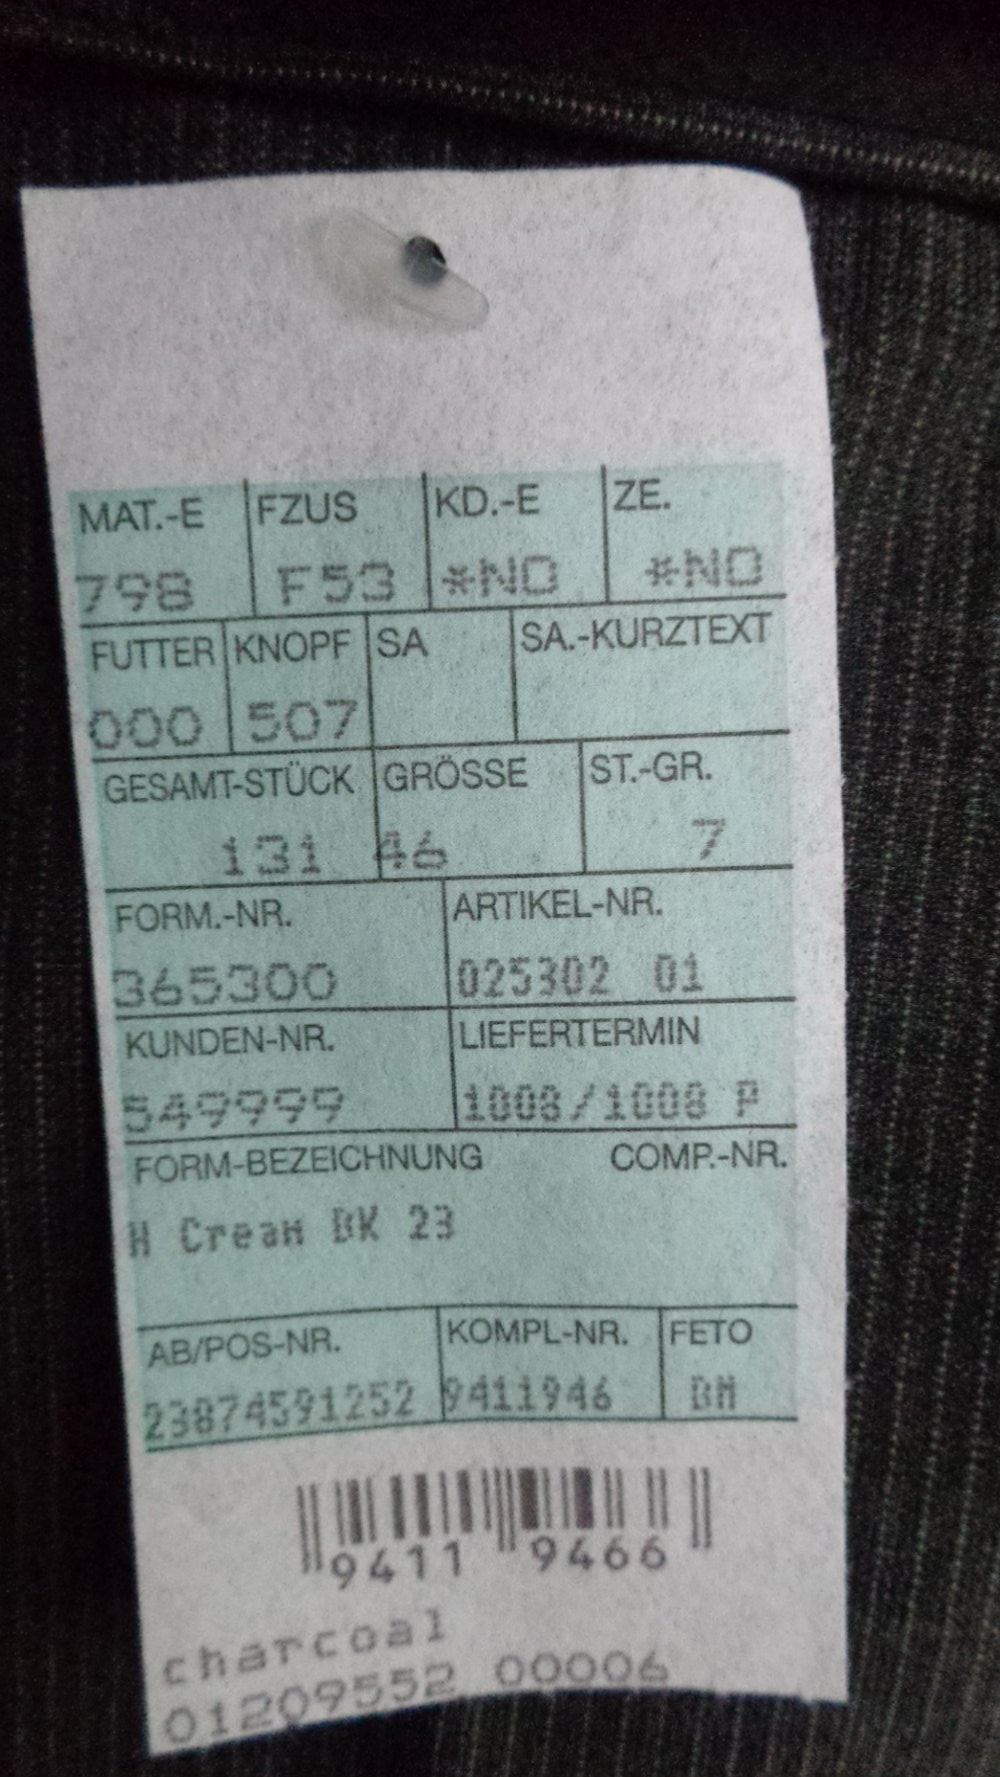 MAT.-E FZUS KD.-E ZE.
798 F53 *NO *NO
FUTTER KNOPF SA SA.-KURZTEXT
000 507
GESAMT-STÜCK GRÖSSE ST.-GR.
131 46 7
FORM.-NR. ARTIKEL-NR.
365300 025302 01
KUNDEN-NR. LIEFERTERMIN
549999 1008/1008 P
FORM-BEZEICHNUNG COMP.-NR.
H Cream BK 23
AB/POS-NR. KOMPL-NR. FETO
23874591252 9411946 BM
9411 9466
charcoal
01209552 00006